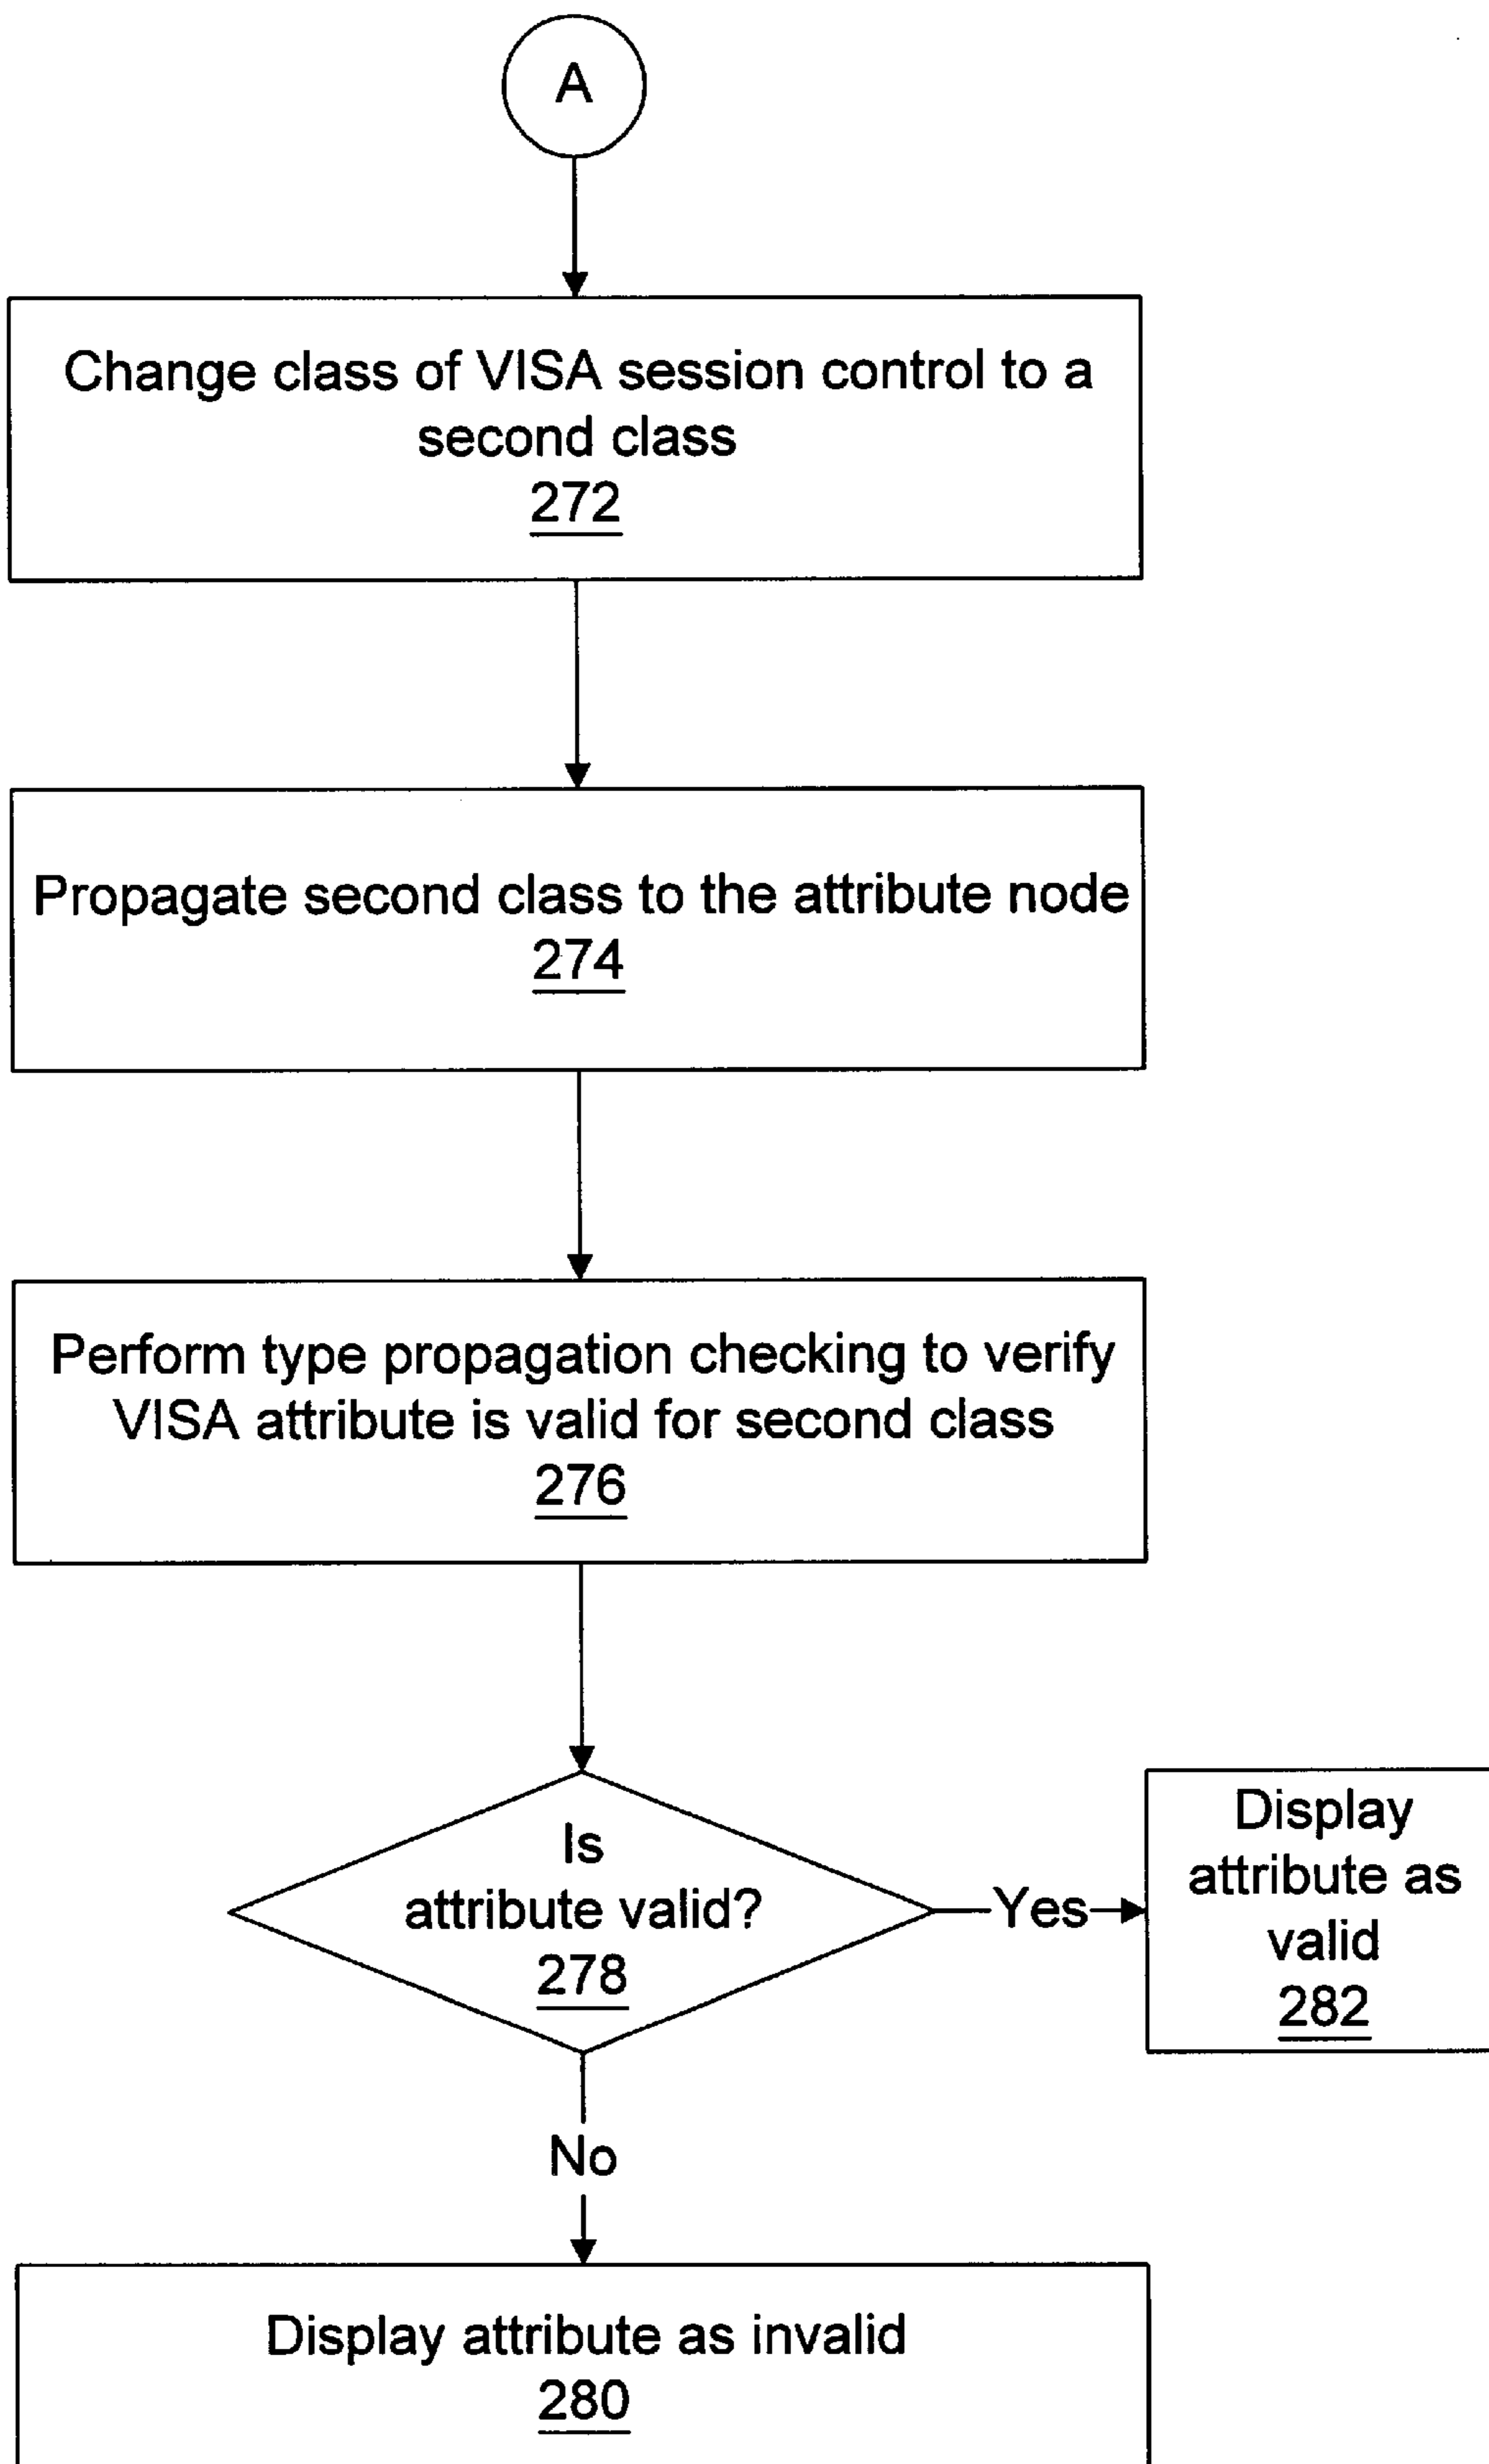 A
Change class of VISA session control to a
second class
272
Propagate second class to the attribute node
274
Perform type propagation checking to verify
VISA attribute is valid for second class
276
Is
attribute valid?
278
Yes
Display
attribute as
valid
282
No
Display attribute as invalid
280